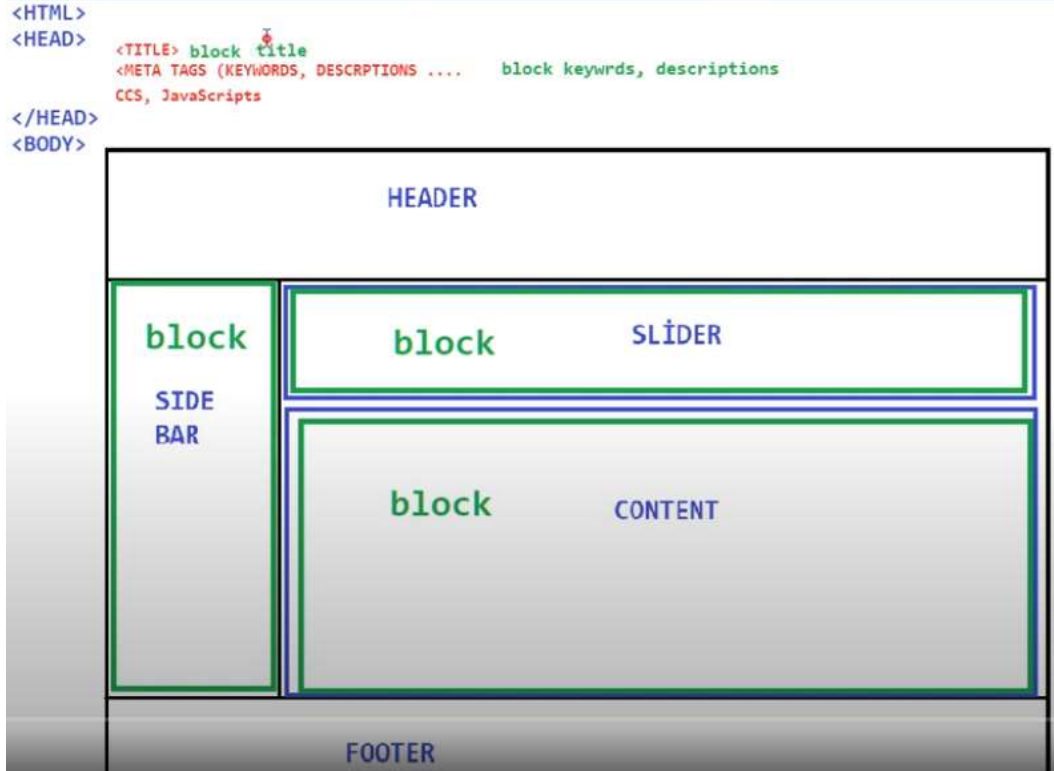 <HTML>
<HEAD>
<TITLE> block title
<META TAGS (KEYWORDS, DESCRPTIONS .... block keywrds, descriptions
CCS, JavaScripts
</HEAD>
<BODY>
HEADER
block
block SLİDER
SIDE
BAR
block CONTENT
FOOTER